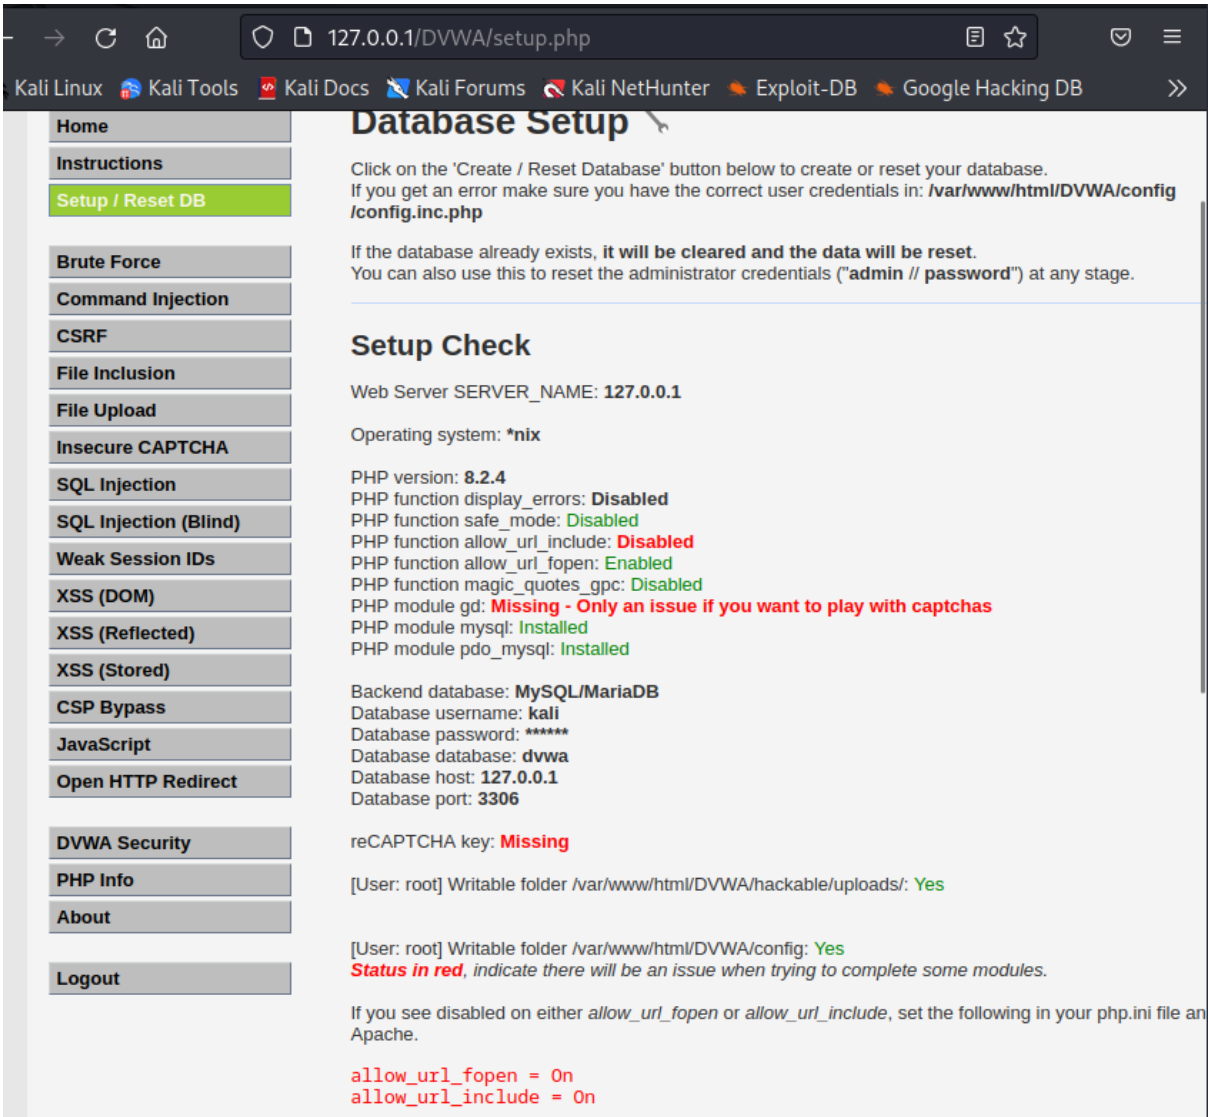 127.0.0.1/DVWA/setup.php
Kali Linux Kali Tools Kali Docs Kali Forums Kali NetHunter Exploit-DB Google Hacking DB
Home
Instructions
Setup / Reset DB
Brute Force
Command Injection
CSRF
File Inclusion
File Upload
Insecure CAPTCHA
SQL Injection
SQL Injection (Blind)
Weak Session IDs
XSS (DOM)
XSS (Reflected)
XSS (Stored)
CSP Bypass
JavaScript
Open HTTP Redirect
DVWA Security
PHP Info
About
Logout
Database Setup
Click on the 'Create / Reset Database' button below to create or reset your database.
If you get an error make sure you have the correct user credentials in: /var/www/html/DVWA/config
/config.inc.php
If the database already exists, it will be cleared and the data will be reset.
You can also use this to reset the administrator credentials ("admin // password") at any stage.
Setup Check
Web Server SERVER_NAME: 127.0.0.1
Operating system: *nix
PHP version: 8.2.4
PHP function display_errors: Disabled
PHP function safe_mode: Disabled
PHP function allow_url_include: Disabled
PHP function allow_url_fopen: Enabled
PHP function magic_quotes_gpc: Disabled
PHP module gd: Missing - Only an issue if you want to play with captchas
PHP module mysql: Installed
PHP module pdo_mysql: Installed
Backend database: MySQL/MariaDB
Database username: kali
Database password: ******
Database database: dvwa
Database host: 127.0.0.1
Database port: 3306
reCAPTCHA key: Missing
[User: root] Writable folder /var/www/html/DVWA/hackable/uploads/: Yes
[User: root] Writable folder /var/www/html/DVWA/config: Yes
Status in red, indicate there will be an issue when trying to complete some modules.
If you see disabled on either allow_url_fopen or allow_url_include, set the following in your php.ini file an
Apache.
allow_url_fopen = On
allow_url_include = On